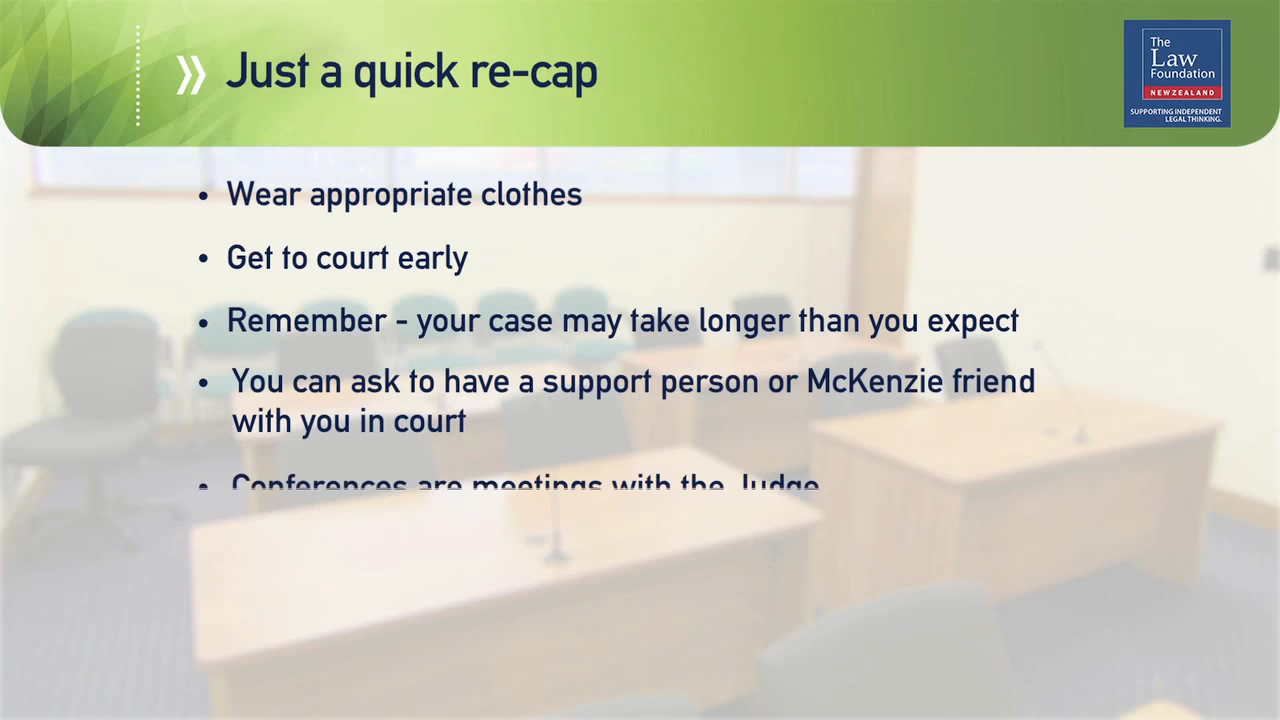 Just a quick re-cap
The
Law
Foundation
NEW ZEALAND
SUPPORTING INDEPENDENT
LEGAL THINKING.
• Wear appropriate clothes
• Get to court early
• Remember - your case may take longer than you expect
• You can ask to have a support person or McKenzie friend
with you in court
• Conferences are meetings with the Judge